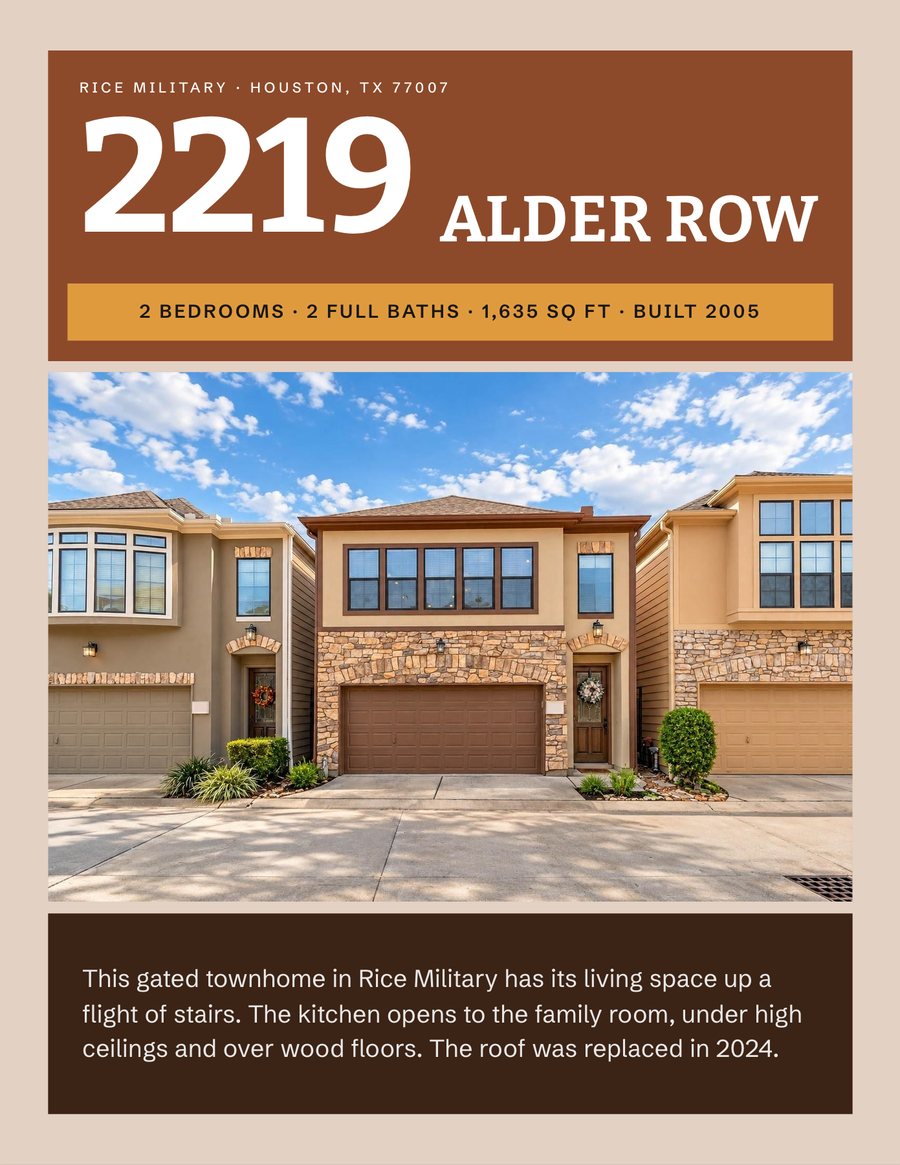 RICE MILITARY · HOUSTON, TX 77007
2219 ALDER ROW
2 BEDROOMS · 2 FULL BATHS · 1,635 SQ FT · BUILT 2005
This gated townhome in Rice Military has its living space up a
flight of stairs. The kitchen opens to the family room, under high
ceilings and over wood floors. The roof was replaced in 2024.